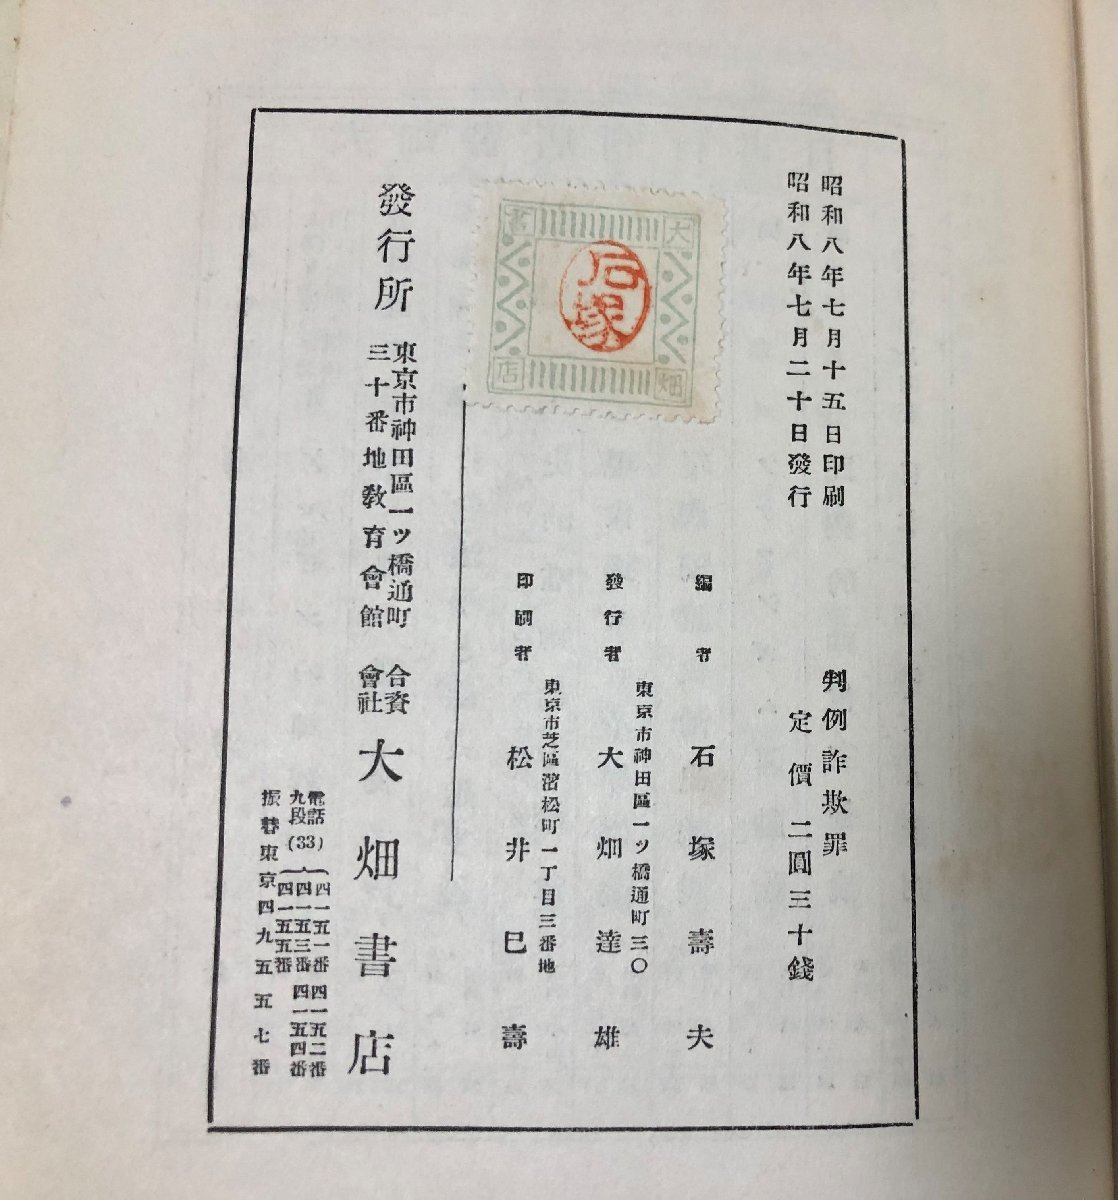 昭和八年七月十五日印刷
昭和八年七月二十日發行
判例詐欺罪
定價二圓三十錢
編者 石塚壽夫
東京市神田區一ツ橋通町三〇
發行者 大畑達雄
東京市芝區濱松町一丁目三番地
印刷者 松井巳壽
大畑書店
石塚
發行所
東京市神田區一ツ橋通町
三十番地敎育會館
合資會社
大畑書店
電話九段(33)
四一五一番 四一五二番
四一五三番 四一五四番
四一五五番
振替東京四九五五七番